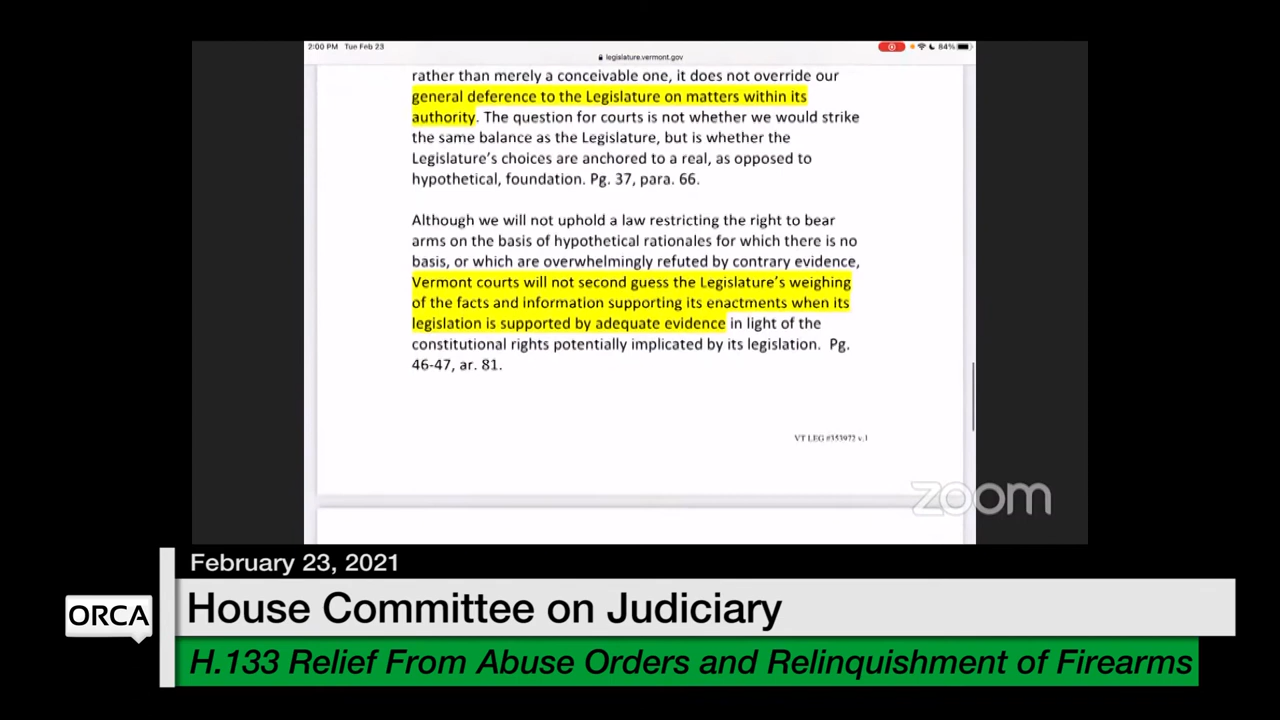 2:00 PM Tue Feb 23
84%
legislature.vermont.gov
rather than merely a conceivable one, it does not override our
general deference to the Legislature on matters within its
authority. The question for courts is not whether we would strike
the same balance as the Legislature, but is whether the
Legislature's choices are anchored to a real, as opposed to
hypothetical, foundation. Pg. 37, para. 66.
Although we will not uphold a law restricting the right to bear
arms on the basis of hypothetical rationales for which there is no
basis, or which are overwhelmingly refuted by contrary evidence,
Vermont courts will not second guess the Legislature's weighing
of the facts and information supporting its enactments when its
legislation is supported by adequate evidence in light of the
constitutional rights potentially implicated by its legislation. Pg.
46-47, ar. 81.
VT LEG #353972 v.1
zoom
February 23, 2021
ORCA
House Committee on Judiciary
H.133 Relief From Abuse Orders and Relinquishment of Firearms